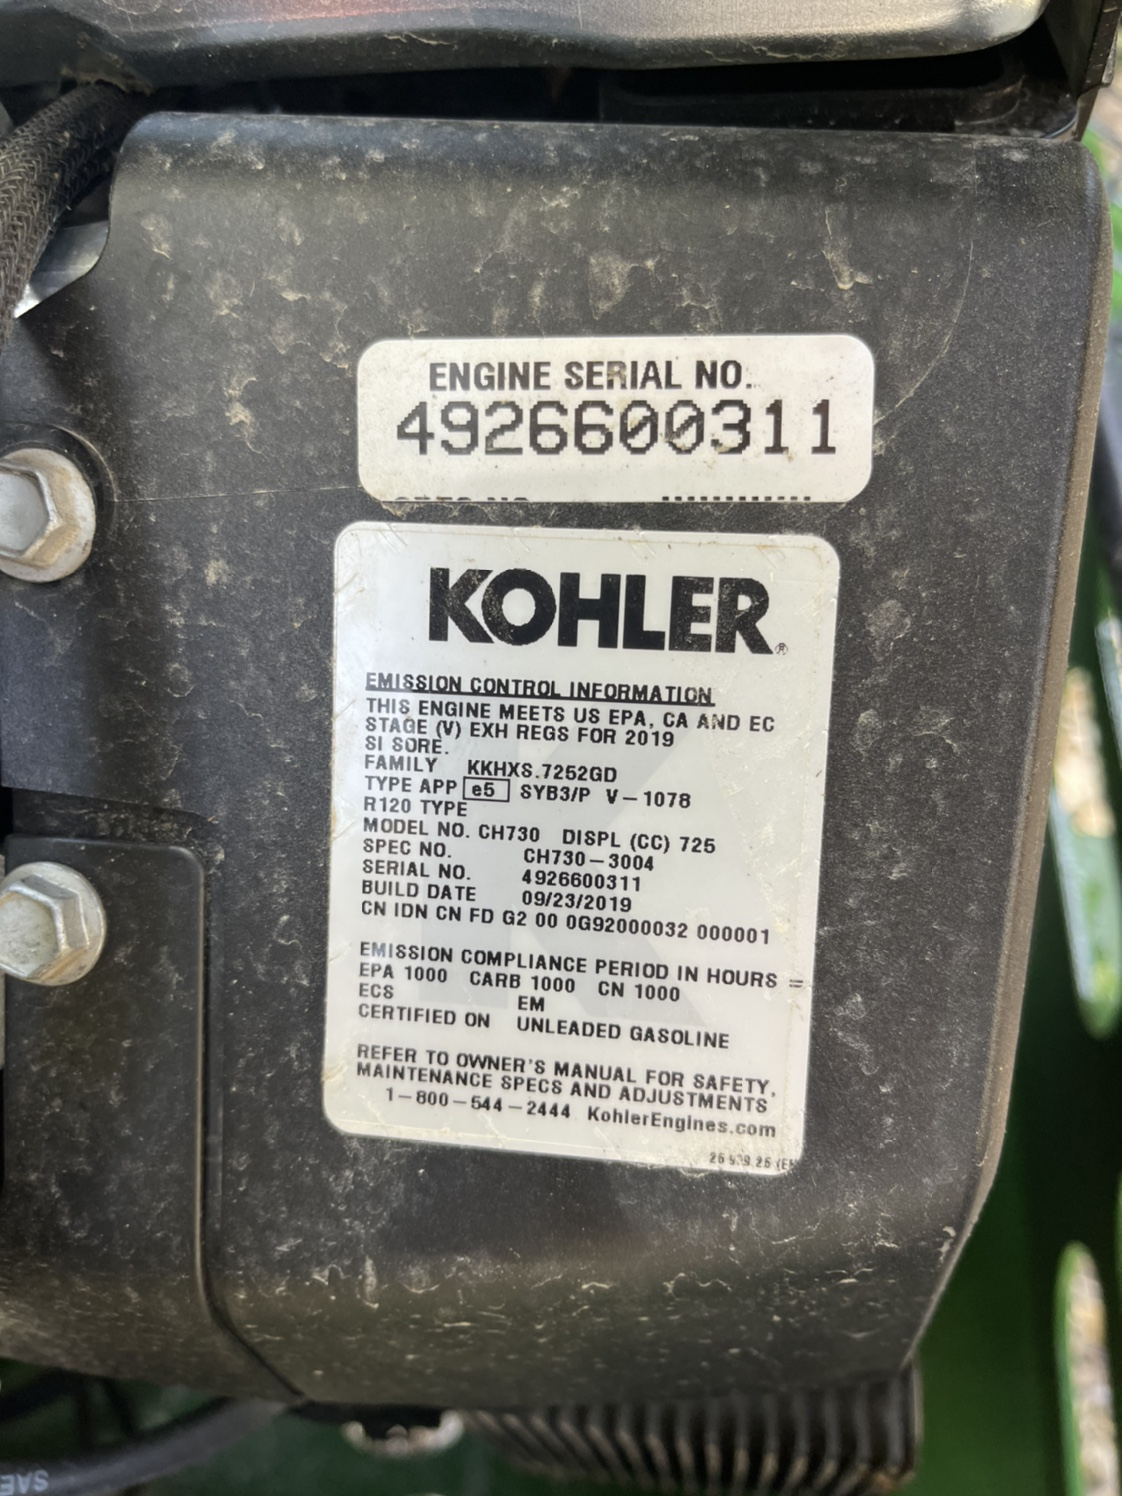 ENGINE SERIAL NO.
4926600311
KOHLER®
EMISSION CONTROL INFORMATION
THIS ENGINE MEETS US EPA, CA AND EC
STAGE (V) EXH REGS FOR 2019
SI SORE.
FAMILY KKHXS.7252GD
TYPE APP e5 SYB3/P V-1078
R120 TYPE
MODEL NO. CH730 DISPL (CC) 725
SPEC NO. CH730-3004
SERIAL NO. 4926600311
BUILD DATE 09/23/2019
CN IDN CN FD G2 00 0G92000032 000001
EMISSION COMPLIANCE PERIOD IN HOURS =
EPA 1000 CARB 1000 CN 1000
ECS EM
CERTIFIED ON UNLEADED GASOLINE
REFER TO OWNER'S MANUAL FOR SAFETY,
MAINTENANCE SPECS AND ADJUSTMENTS
1-800-544-2444 KohlerEngines.com
SAE